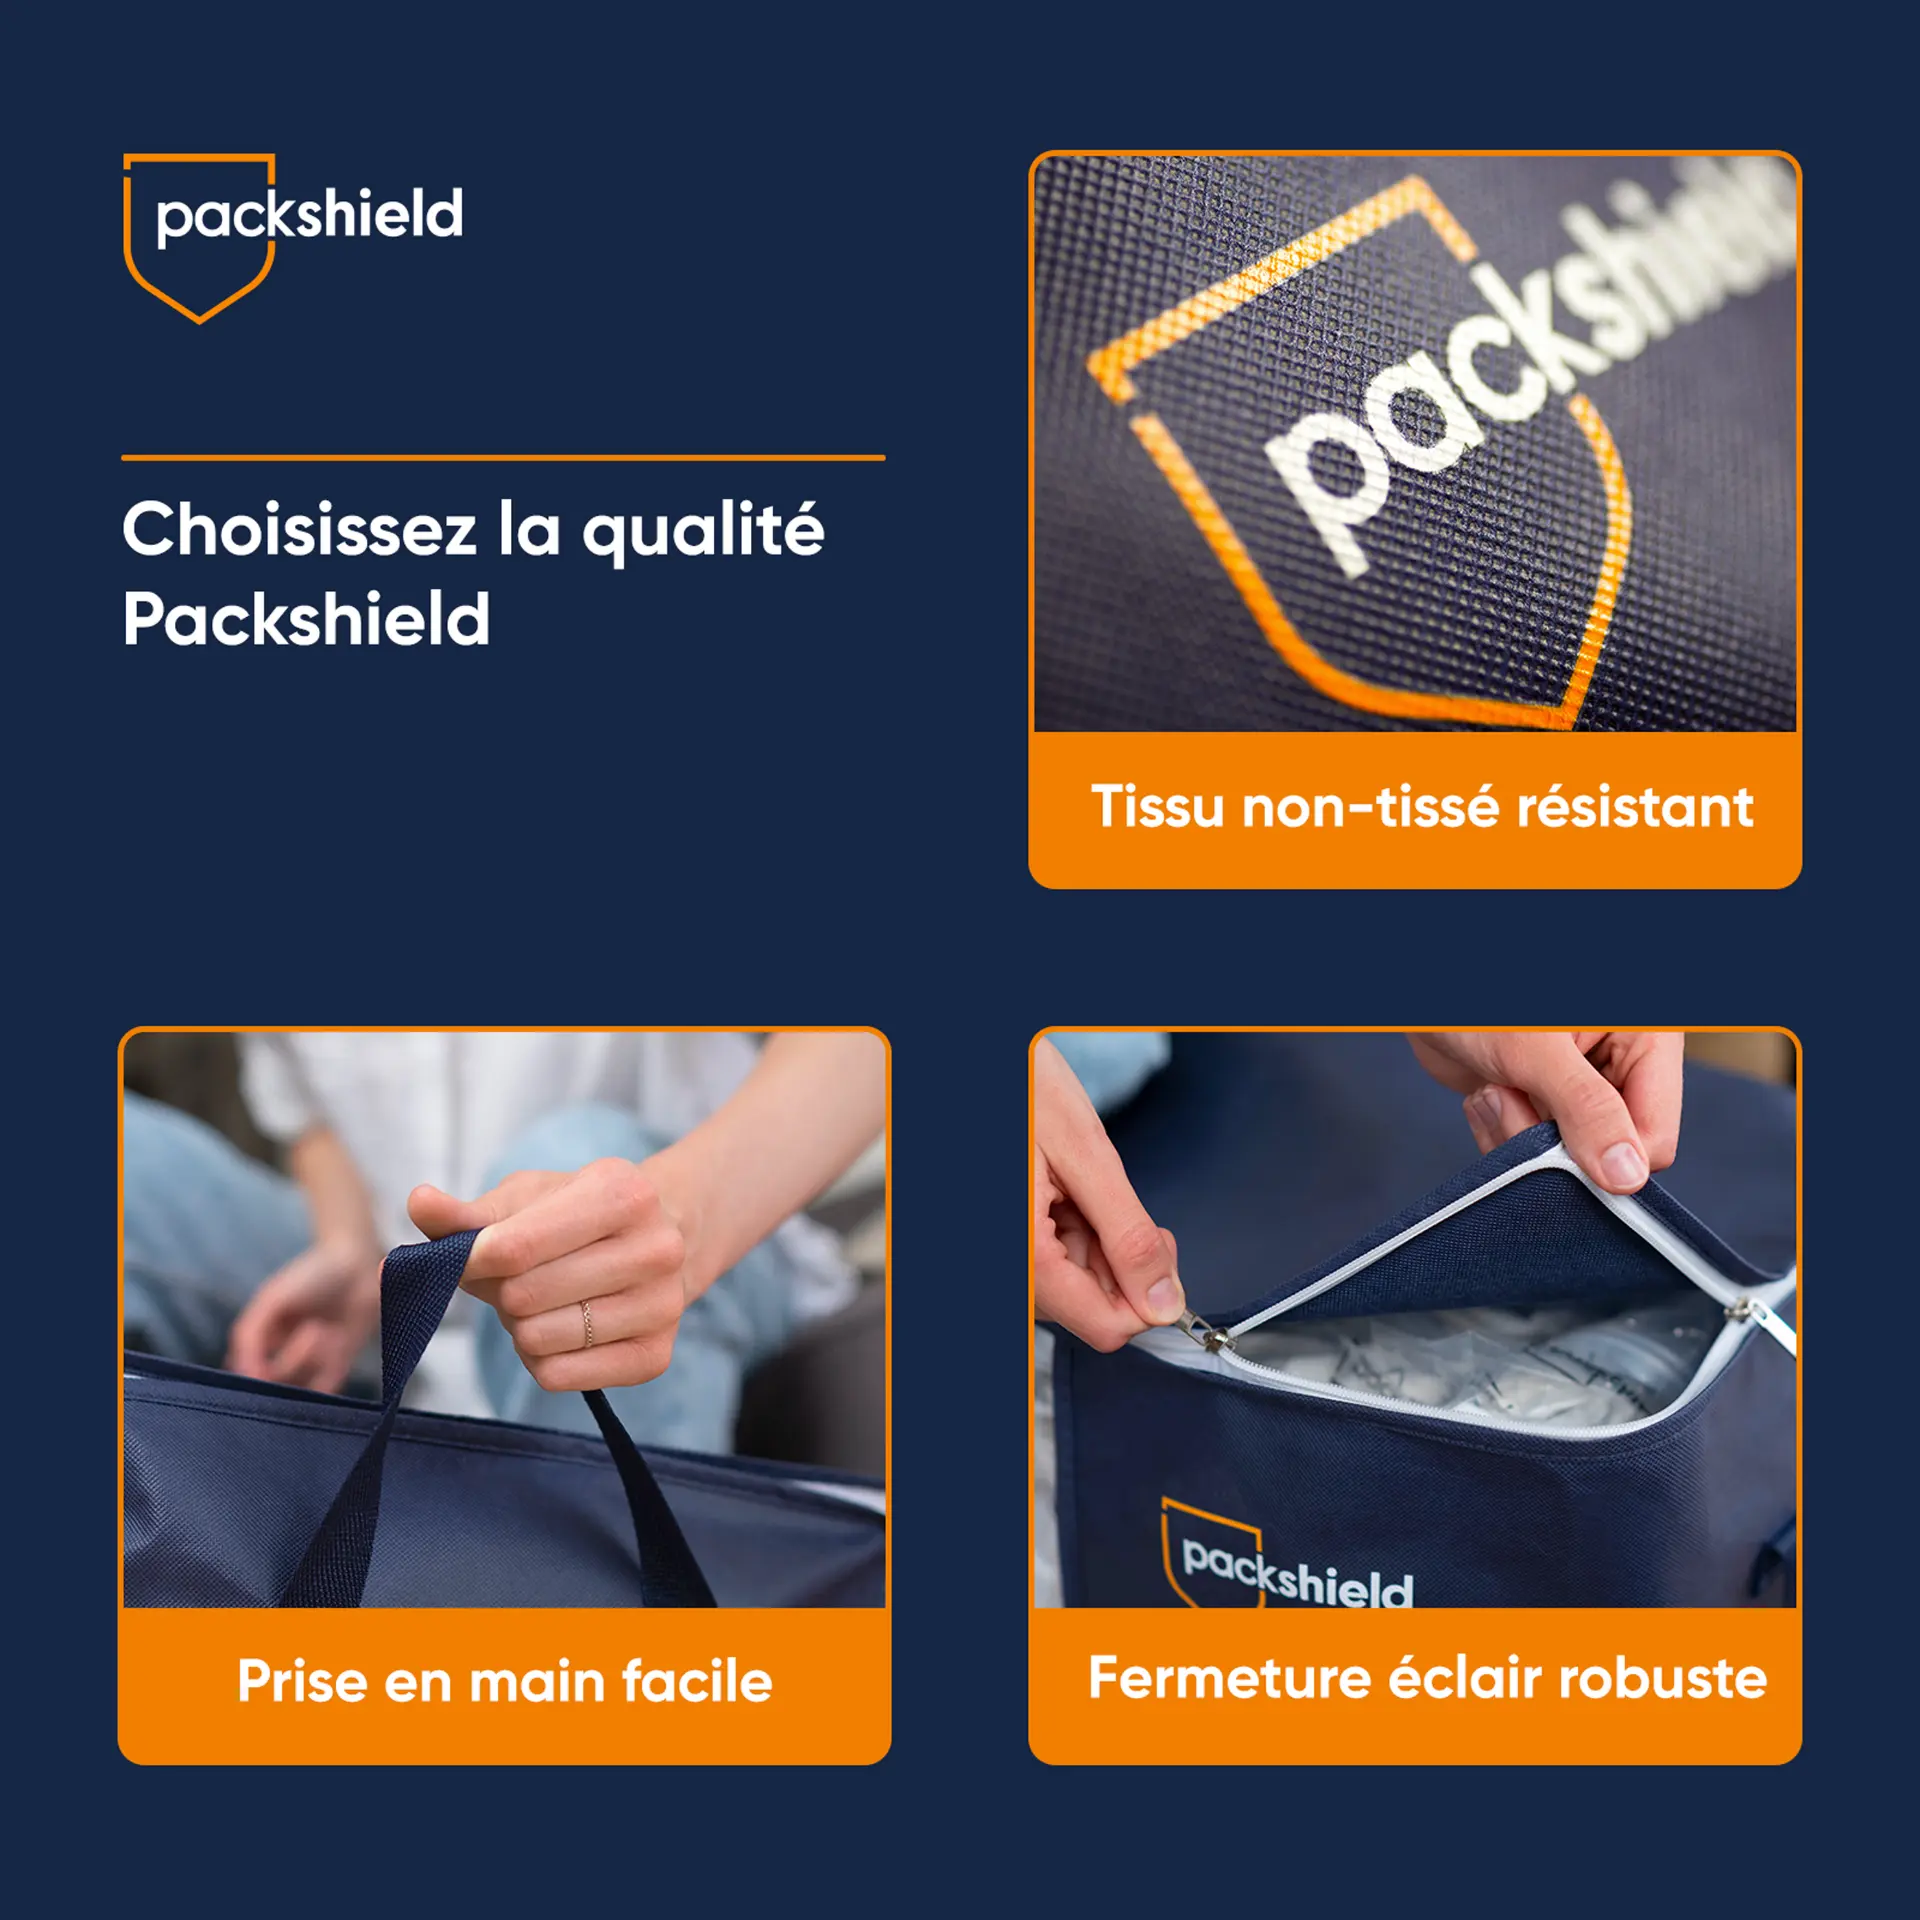 packshield
Choisissez la qualité
Packshield
packshield
Tissu non-tissé résistant
Prise en main facile
packshield
Fermeture éclair robuste